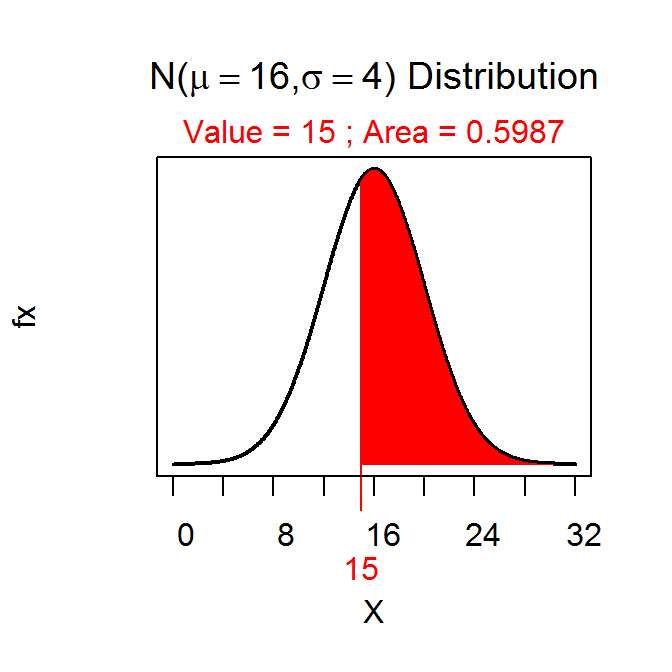 N(μ = 16,σ = 4) Distribution
Value = 15 ; Area = 0.5987
fx
0 8 16 24 32
15
X